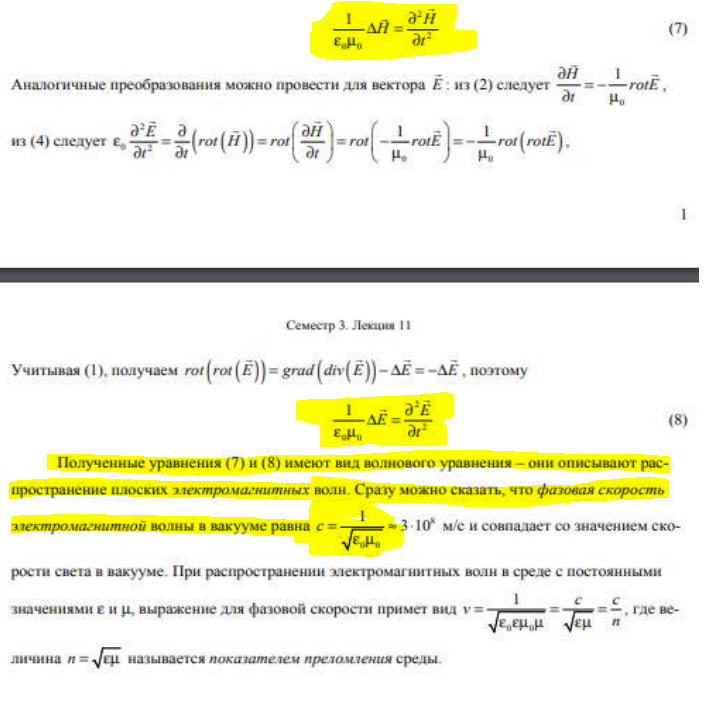 $\frac{1}{\varepsilon_0\mu_0}\Delta\vec{H} = \frac{\partial^2\vec{H}}{\partial t^2}$ (7)
Аналогичные преобразования можно провести для вектора $\vec{E}$ : из (2) следует $\frac{\partial\vec{H}}{\partial t} = -\frac{1}{\mu_0}rot\vec{E}$ ,
из (4) следует $\varepsilon_0\frac{\partial^2\vec{E}}{\partial t^2} = \frac{\partial}{\partial t}\left(rot\left(\vec{H}\right)\right) = rot\left(\frac{\partial\vec{H}}{\partial t}\right) = rot\left(-\frac{1}{\mu_0}rot\vec{E}\right) = -\frac{1}{\mu_0}rot\left(rot\vec{E}\right)$,
1
Семестр 3. Лекция 11
Учитывая (1), получаем $rot\left(rot\left(\vec{E}\right)\right) = grad\left(div\left(\vec{E}\right)\right) - \Delta\vec{E} = -\Delta\vec{E}$ , поэтому
$\frac{1}{\varepsilon_0\mu_0}\Delta\vec{E} = \frac{\partial^2\vec{E}}{\partial t^2}$ (8)
Полученные уравнения (7) и (8) имеют вид волнового уравнения – они описывают рас-
пространение плоских электромагнитных волн. Сразу можно сказать, что фазовая скорость
электромагнитной волны в вакууме равна $c = \frac{1}{\sqrt{\varepsilon_0\mu_0}} \approx 3\cdot10^8$ м/с и совпадает со значением ско-
рости света в вакууме. При распространении электромагнитных волн в среде с постоянными
значениями ε и μ, выражение для фазовой скорости примет вид $v = \frac{1}{\sqrt{\varepsilon_0\varepsilon\mu_0\mu}} = \frac{c}{\sqrt{\varepsilon\mu}} = \frac{c}{n}$, где ве-
личина $n = \sqrt{\varepsilon\mu}$ называется показателем преломления среды.